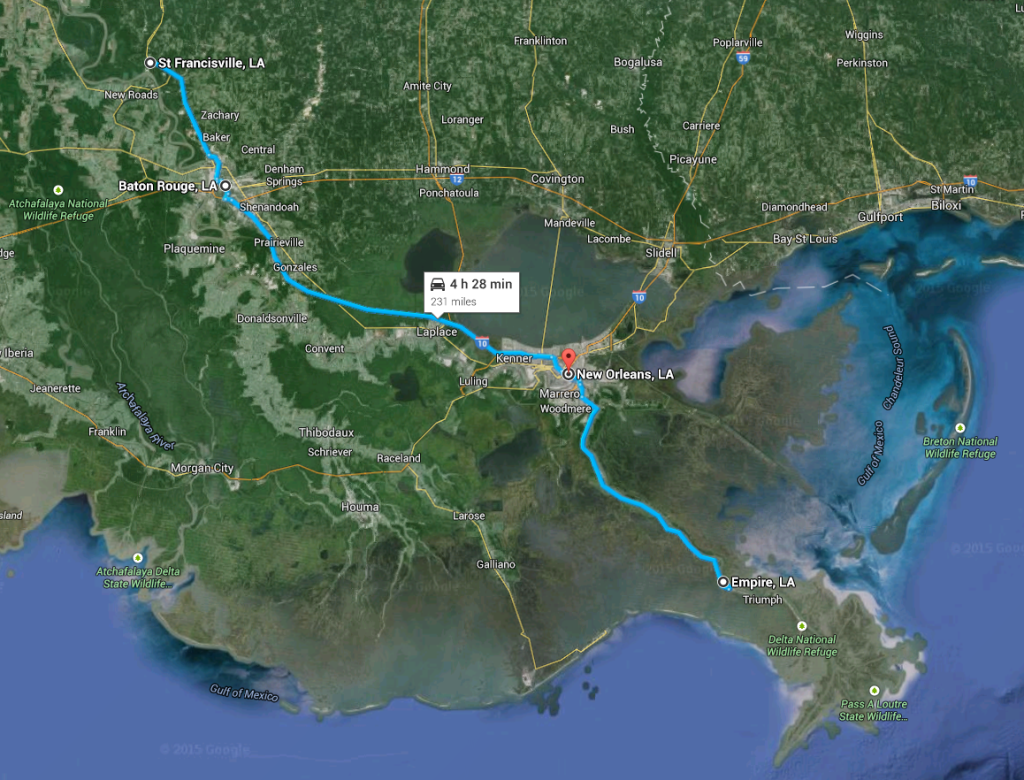 Franklinton
Wiggins
Poplarville
Perkinston
59
St Francisville, LA
Bogalusa
New Roads
Amite City
Zachary
Loranger
Carriere
Baker
Bush
Central
Picayune
Hammond
12
Denham
Springs
Covington
10
Baton Rouge, LA
Ponchatoula
St Martin
Atchafalaya National
Wildlife Refuge
Shenandoah
Diamondhead
Biloxi
Gulfport
Mandeville
Prairieville
Lacombe
Bay St Louis
Plaquemine
Slidell
Gonzales
4 h 28 min
231 miles
10
Donaldsonville
Laplace
10
Convent
Kenner
Chandeleur Sound
New Orleans, LA
Luling
Jeanerette
Marrero
Woodmere
Atchafalaya River
Franklin
Thibodaux
Schriever
Raceland
Breton National
Wildlife Refuge
Gulf of Mexico
Morgan City
Houma
Larose
Galliano
Atchafalaya Delta
State Wildlife...
Empire, LA
Triumph
Delta National
Wildlife Refuge
Gulf of Mexico
Pass A Loutre
State Wildlife...
© 2015 Google